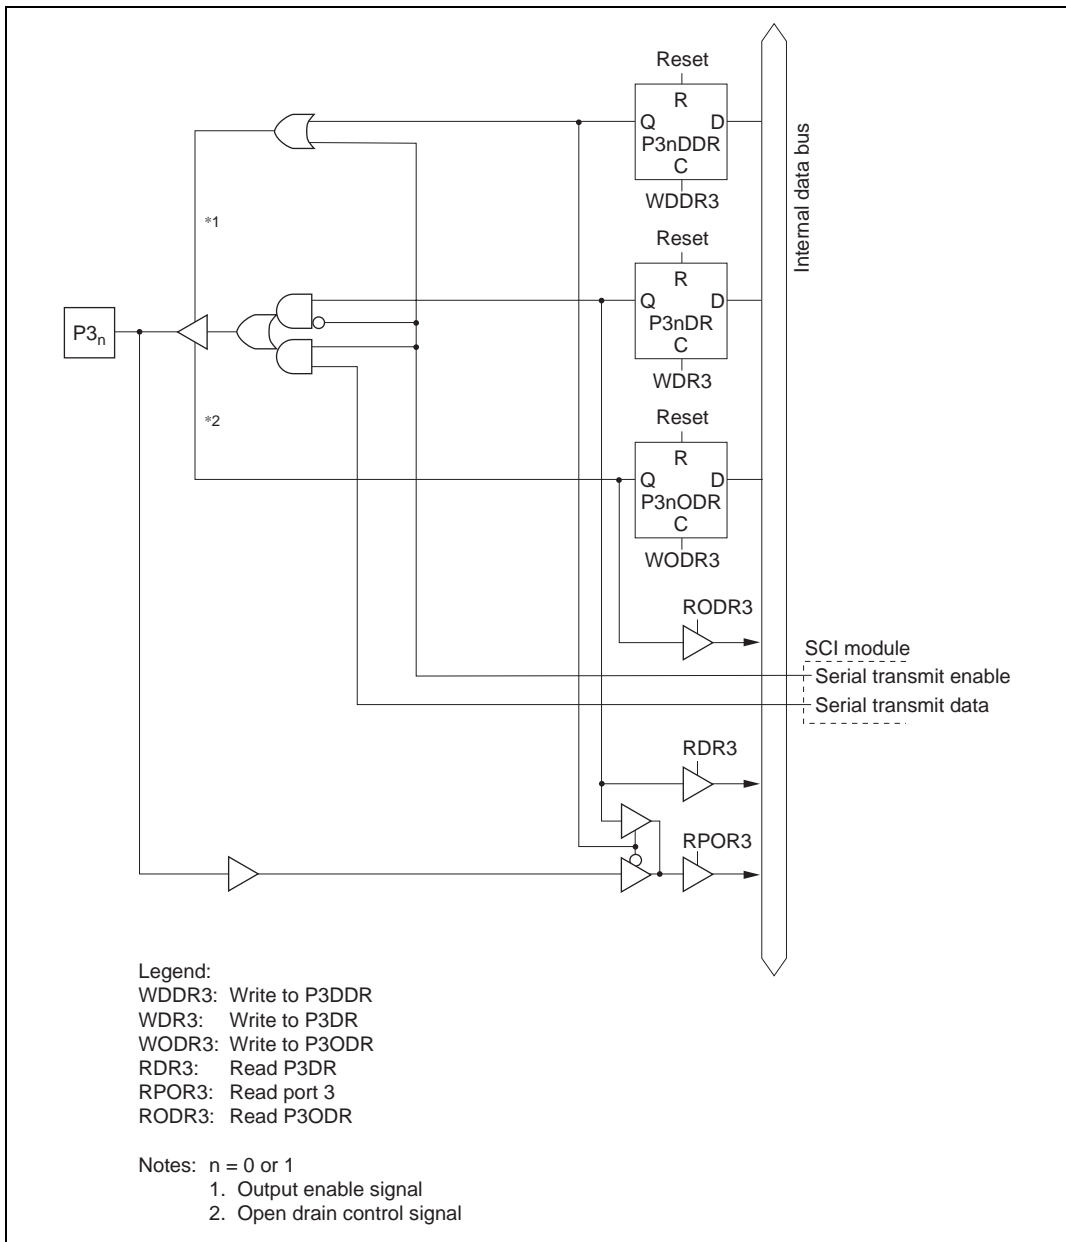 Reset
R
Q D
P3nDDR
C
WDDR3
Internal data bus
*1
Reset
R
Q D
P3nDR
C
WDR3
P3n
*2
Reset
R
Q D
P3nODR
C
WODR3
RODR3
SCI module
Serial transmit enable
Serial transmit data
RDR3
RPOR3
Legend:
WDDR3: Write to P3DDR
WDR3: Write to P3DR
WODR3: Write to P3ODR
RDR3: Read P3DR
RPOR3: Read port 3
RODR3: Read P3ODR
Notes: n = 0 or 1
1. Output enable signal
2. Open drain control signal